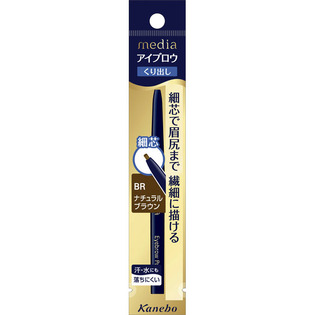 media
アイブロウ
くり出し
細芯で眉尻まで 繊細に描ける
細芯
BR
ナチュラル
ブラウン
Eyebrow
汗・水にも
落ちにくい
Kanebo